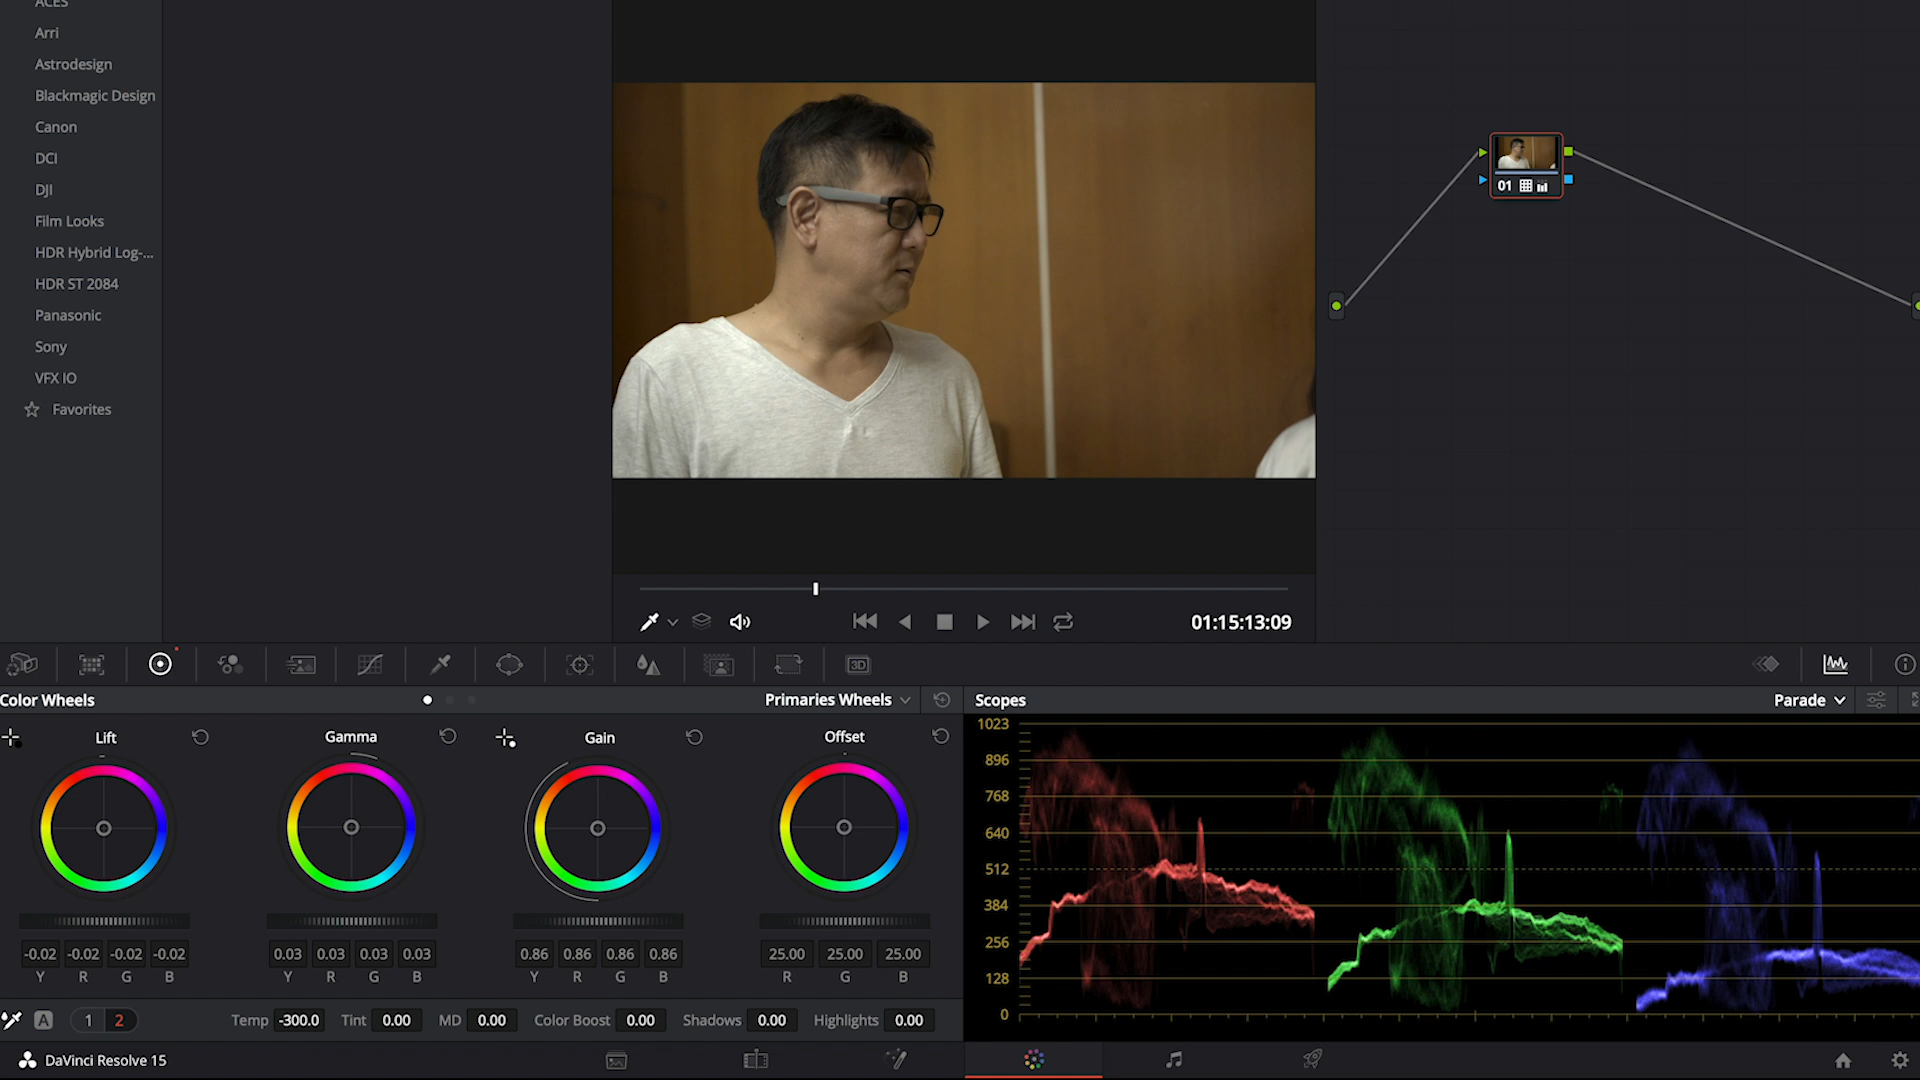 ACES
Arri
Astrodesign
Blackmagic Design
Canon
DCI
DJI
Film Looks
HDR Hybrid Log-...
HDR ST 2084
Panasonic
Sony
VFX IO
Favorites
01
01:15:13:09
3D
Color Wheels
Primaries Wheels
Scopes
Parade
Lift
Gamma
Gain
Offset
-0.02 -0.02 -0.02 -0.02
Y R G B
0.03 0.03 0.03 0.03
Y R G B
0.86 0.86 0.86 0.86
Y R G B
25.00 25.00 25.00
R G B
1023
896
768
640
512
384
256
128
0
A 1 2 Temp -300.0 Tint 0.00 MD 0.00 Color Boost 0.00 Shadows 0.00 Highlights 0.00
DaVinci Resolve 15